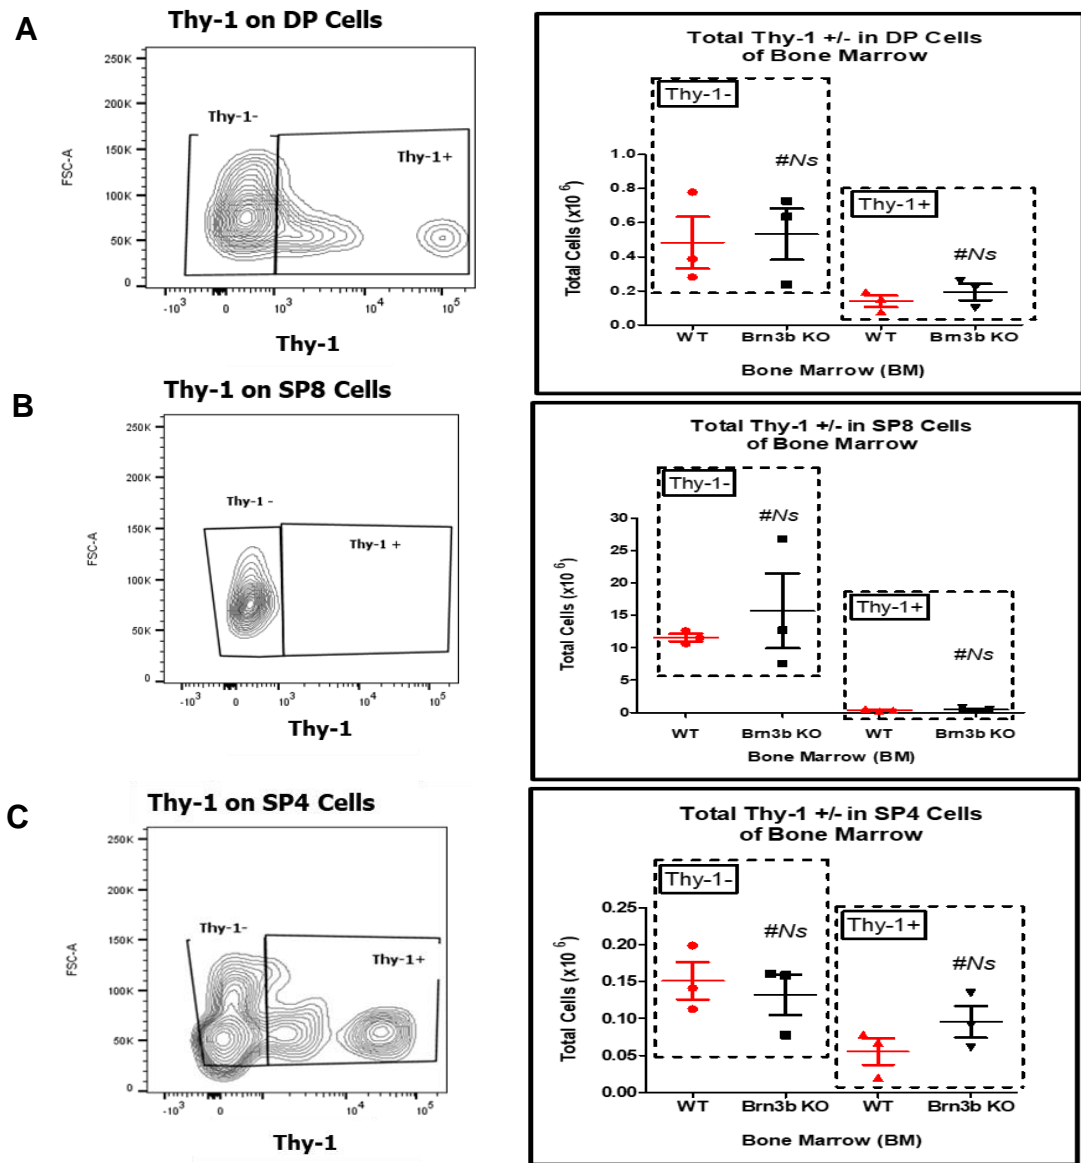 A
Thy-1 on DP Cells
250K
200K
150K
100K
50K
0
FSC-A
Thy-1-
Thy-1+
-10³ 0 10³ 10⁴ 10⁵
Thy-1
Total Thy-1 +/- in DP Cells
of Bone Marrow
Thy-1-
#Ns
Thy-1+
#Ns
1.0
0.8
0.6
0.4
0.2
0.0
Total Cells (x10⁶)
WT Brn3b KO WT Brn3b KO
Bone Marrow (BM)
B
Thy-1 on SP8 Cells
250K
200K
150K
100K
50K
0
FSC-A
Thy-1 -
Thy-1 +
-10³ 0 10³ 10⁴ 10⁵
Thy-1
Total Thy-1 +/- in SP8 Cells
of Bone Marrow
Thy-1-
#Ns
Thy-1+
#Ns
30
25
20
15
10
5
0
Total Cells (x10⁶)
WT Brn3b KO WT Brn3b KO
Bone Marrow (BM)
C
Thy-1 on SP4 Cells
250K
200K
150K
100K
50K
0
FSC-A
Thy-1-
Thy-1+
-10³ 0 10³ 10⁴ 10⁵
Thy-1
Total Thy-1 +/- in SP4 Cells
of Bone Marrow
Thy-1-
#Ns
Thy-1+
#Ns
0.25
0.20
0.15
0.10
0.05
0.00
Total Cells (x10⁶)
WT Brn3b KO WT Brn3b KO
Bone Marrow (BM)